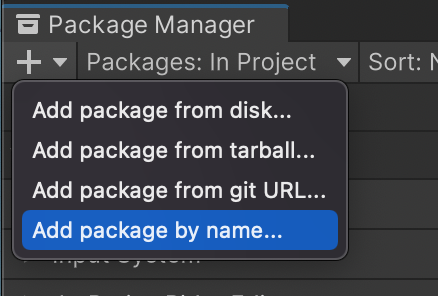 Package Manager
Packages: In Project
Sort:
Add package from disk...
Add package from tarball...
Add package from git URL...
Add package by name...